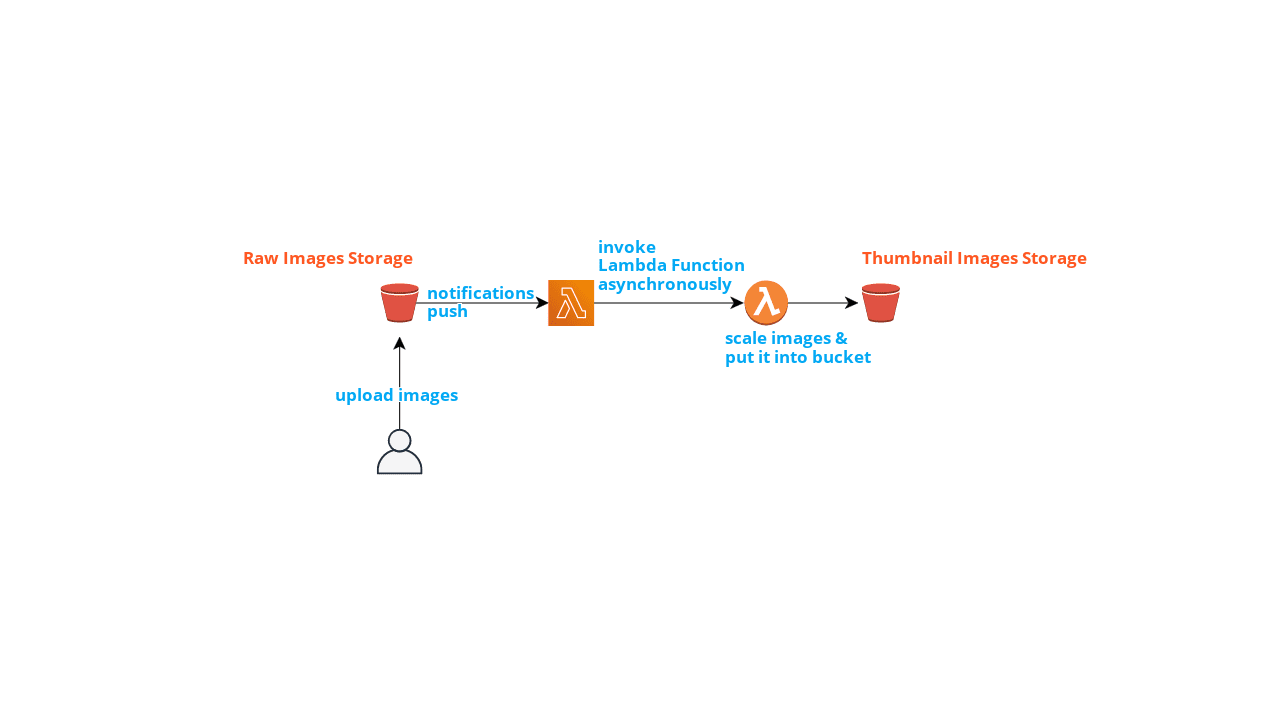 invoke
Lambda Function
asynchronously
Raw Images Storage
Thumbnail Images Storage
notifications
push
scale images &
put it into bucket
upload images